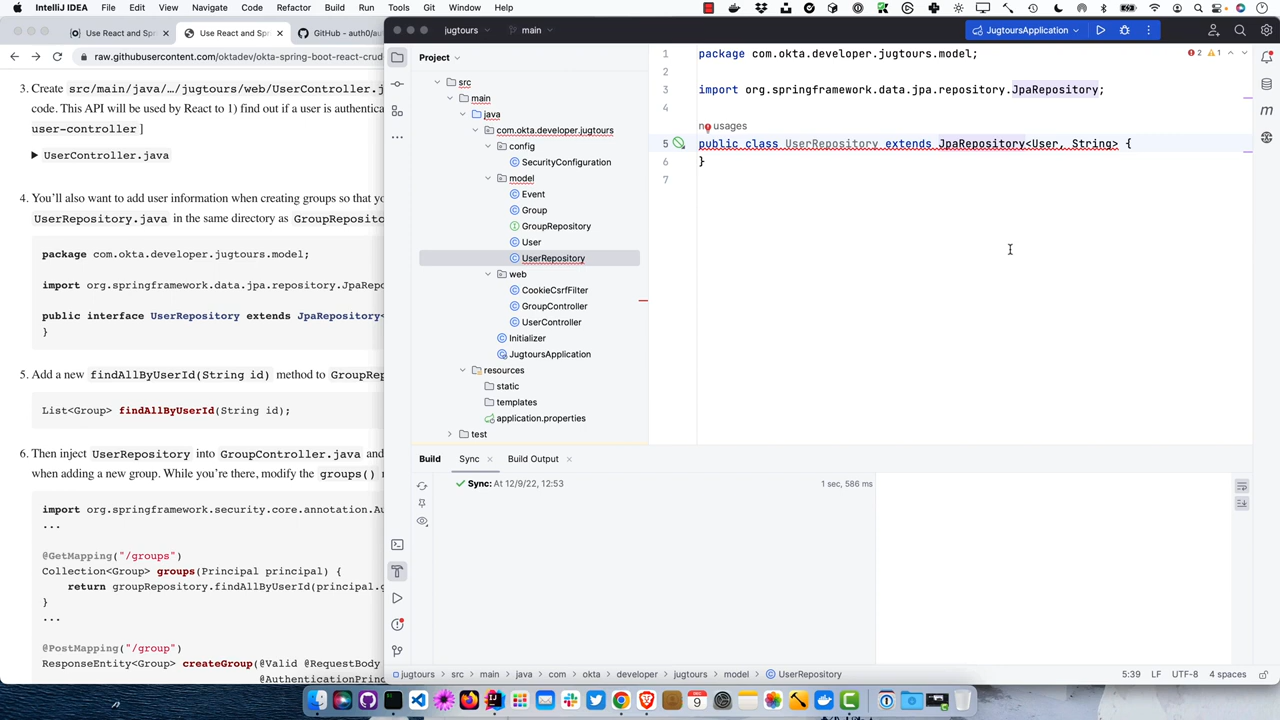 IntelliJ IDEA File Edit View Navigate Code Refactor Build Run Tools Git Window Help
Use React and Sp
Use React and Spr
GitHub - auth0/au
raw.githubusercontent.com/oktadev/okta-spring-boot-react-crud
3. Create src/main/java/…/jugtours/web/UserController.j
code. This API will be used by React to 1) find out if a user is authentica
user-controller ]
UserController.java
4. You'll also want to add user information when creating groups so that yo
UserRepository.java in the same directory as GroupReposito
package com.okta.developer.jugtours.model;
import org.springframework.data.jpa.repository.JpaRepo
public interface UserRepository extends JpaRepository<
}
5. Add a new findAllByUserId(String id) method to GroupRep
List<Group> findAllByUserId(String id);
6. Then inject UserRepository into GroupController.java and
when adding a new group. While you're there, modify the groups() m
import org.springframework.security.core.annotation.Au
...
@GetMapping("/groups")
Collection<Group> groups(Principal principal) {
return groupRepository.findAllByUserId(principal.g
}
...
@PostMapping("/group")
ResponseEntity<Group> createGroup(@Valid @RequestBody
@AuthenticationPrinc
jugtours
main
JugtoursApplication
Project
src
main
java
com.okta.developer.jugtours
config
SecurityConfiguration
model
Event
Group
GroupRepository
User
UserRepository
web
CookieCsrfFilter
GroupController
UserController
Initializer
JugtoursApplication
resources
static
templates
application.properties
test
1 package com.okta.developer.jugtours.model;
2
3 import org.springframework.data.jpa.repository.JpaRepository;
4
no usages
5 public class UserRepository extends JpaRepository<User, String> {
6 }
7
2 1
Build Sync Build Output
Sync: At 12/9/22, 12:53 1 sec, 586 ms
jugtours src main java com okta developer jugtours model UserRepository 5:39 LF UTF-8 4 spaces